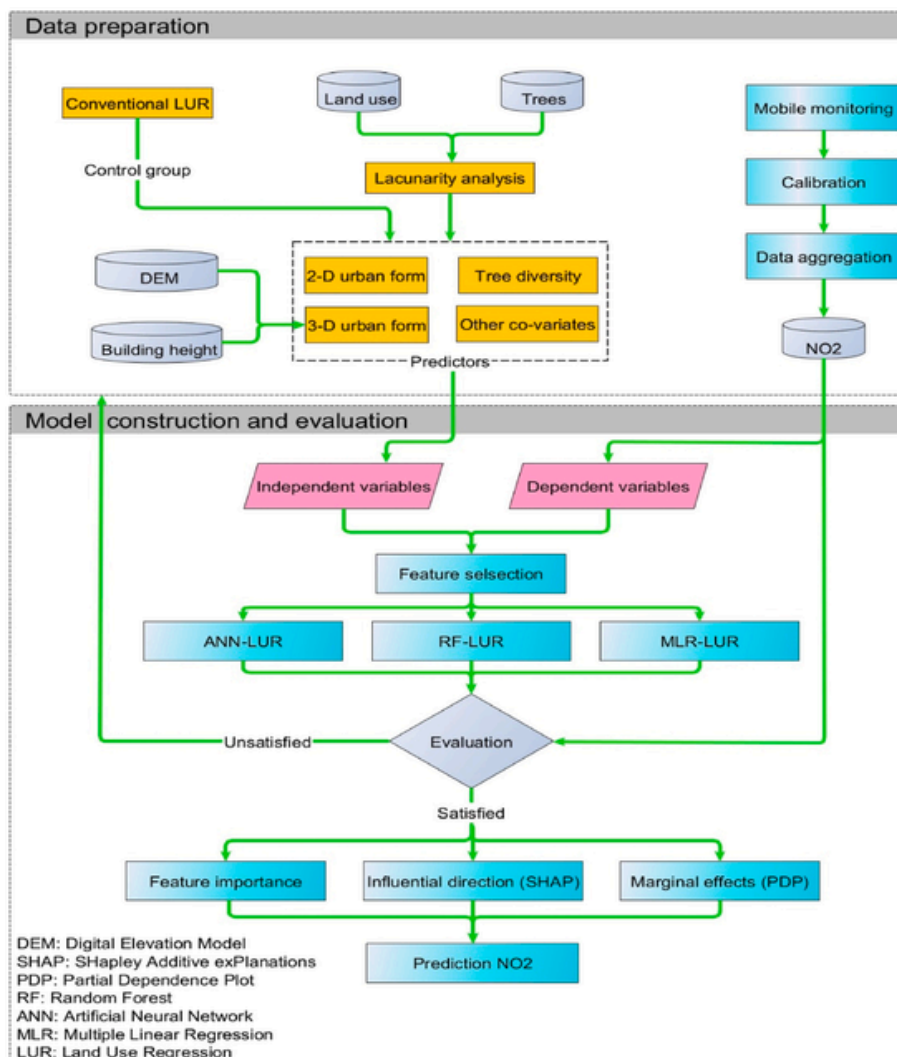 Data preparation
Conventional LUR
Land use
Trees
Mobile monitoring
Control group
Lacunarity analysis
Calibration
DEM
2-D urban form
Tree diversity
Data aggregation
Building height
3-D urban form
Other co-variates
Predictors
NO2
Model construction and evaluation
Independent variables
Dependent variables
Feature selsection
ANN-LUR
RF-LUR
MLR-LUR
Unsatisfied
Evaluation
Satisfied
Feature importance
Influential direction (SHAP)
Marginal effects (PDP)
Prediction NO2
DEM: Digital Elevation Model
SHAP: SHapley Additive exPlanations
PDP: Partial Dependence Plot
RF: Random Forest
ANN: Artificial Neural Network
MLR: Multiple Linear Regression
LUR: Land Use Regression